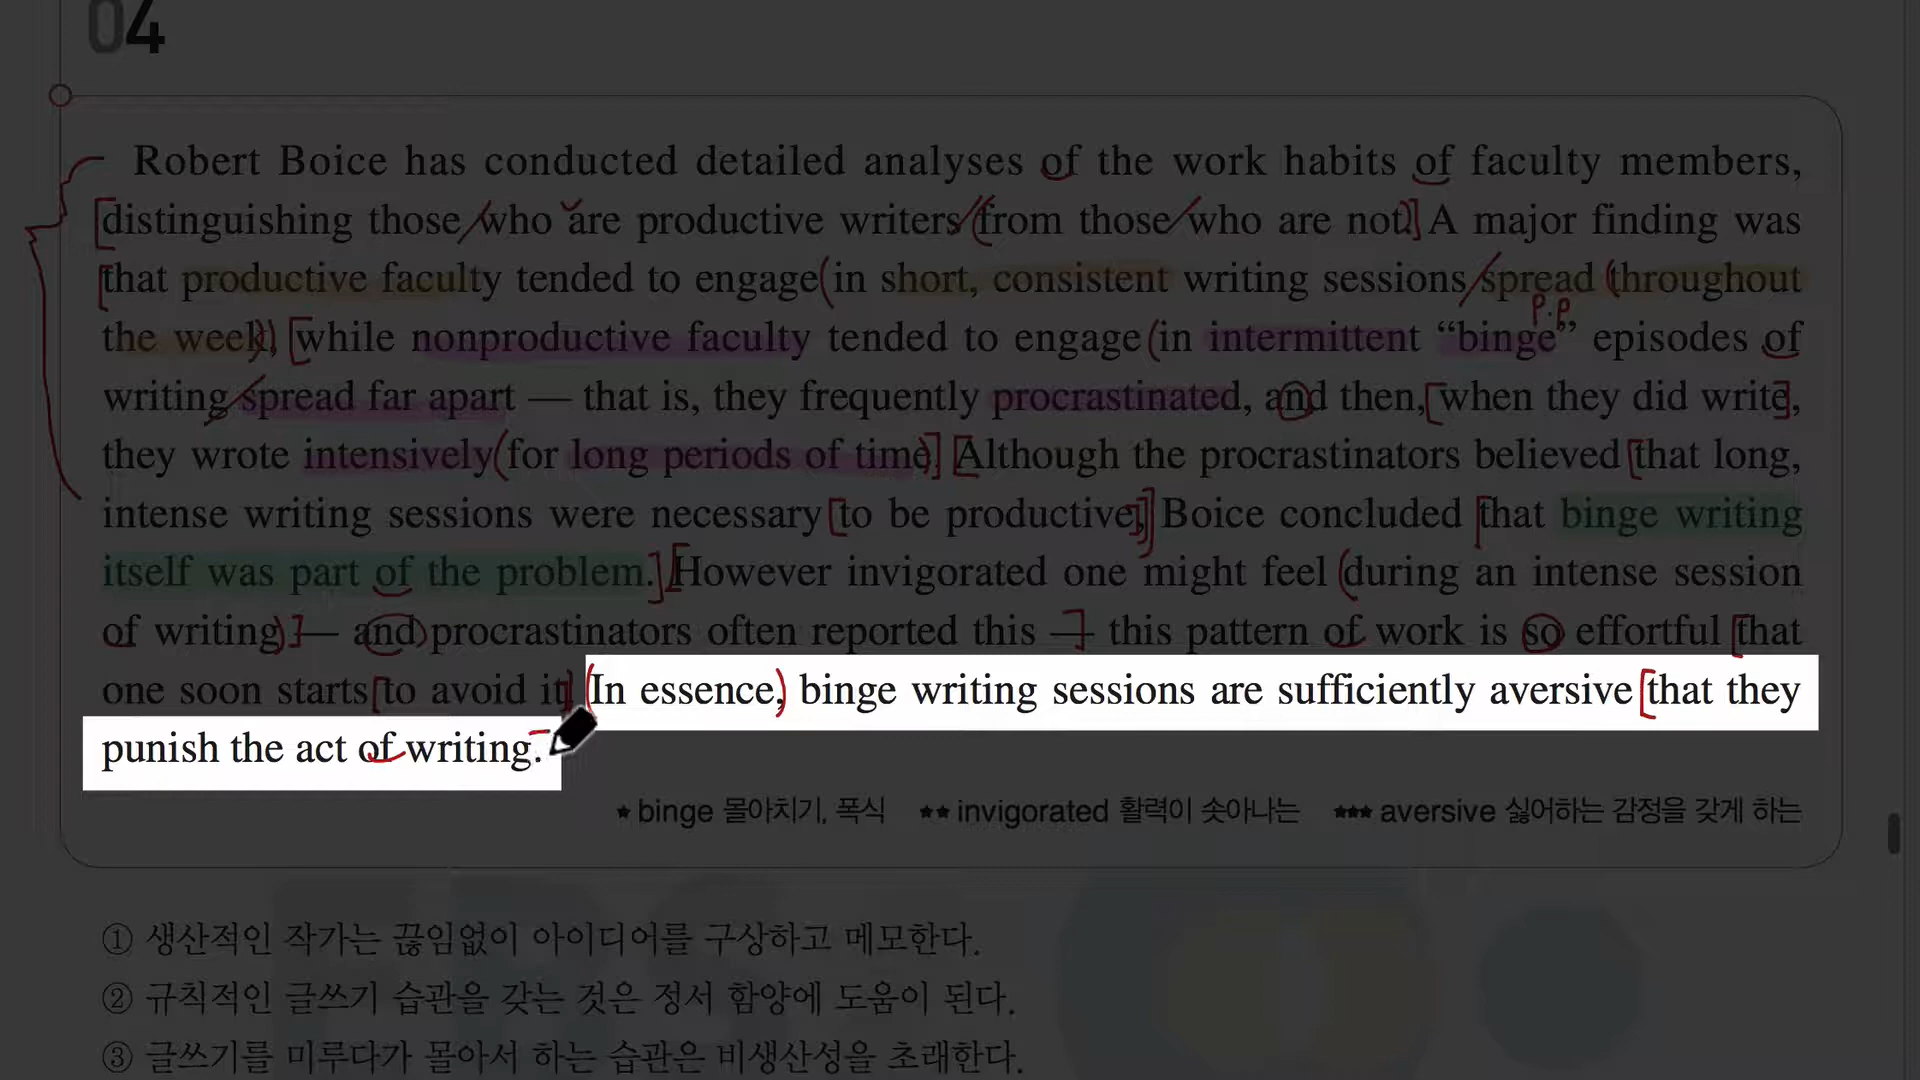 04
Robert Boice has conducted detailed analyses of the work habits of faculty members,
distinguishing those who are productive writers from those who are not. A major finding was
that productive faculty tended to engage in short, consistent writing sessions spread throughout
the week, while nonproductive faculty tended to engage in intermittent “binge” episodes of
p.p
writing spread far apart — that is, they frequently procrastinated, and then, when they did write,
they wrote intensively for long periods of time. Although the procrastinators believed that long,
intense writing sessions were necessary to be productive, Boice concluded that binge writing
itself was part of the problem. However invigorated one might feel during an intense session
of writing — and procrastinators often reported this — this pattern of work is so effortful that
one soon starts to avoid it. In essence, binge writing sessions are sufficiently aversive that they
punish the act of writing.
★ binge 몰아치기, 폭식 ★★ invigorated 활력이 솟아나는 ★★★ aversive 싫어하는 감정을 갖게 하는
① 생산적인 작가는 끊임없이 아이디어를 구상하고 메모한다.
② 규칙적인 글쓰기 습관을 갖는 것은 정서 함양에 도움이 된다.
③ 글쓰기를 미루다가 몰아서 하는 습관은 비생산성을 초래한다.